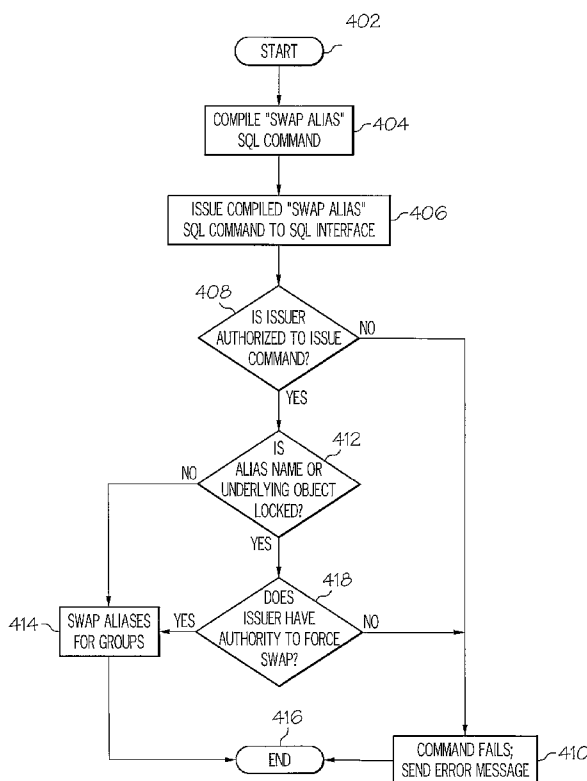 402
START
COMPILE "SWAP ALIAS"
SQL COMMAND
404
ISSUE COMPILED "SWAP ALIAS"
SQL COMMAND TO SQL INTERFACE
406
408
IS ISSUER
AUTHORIZED TO ISSUE
COMMAND?
NO
YES
412
IS
ALIAS NAME OR
UNDERLYING OBJECT
LOCKED?
NO
YES
418
DOES
ISSUER HAVE
AUTHORITY TO FORCE
SWAP?
YES
NO
414
SWAP ALIASES
FOR GROUPS
416
END
COMMAND FAILS;
SEND ERROR MESSAGE
410